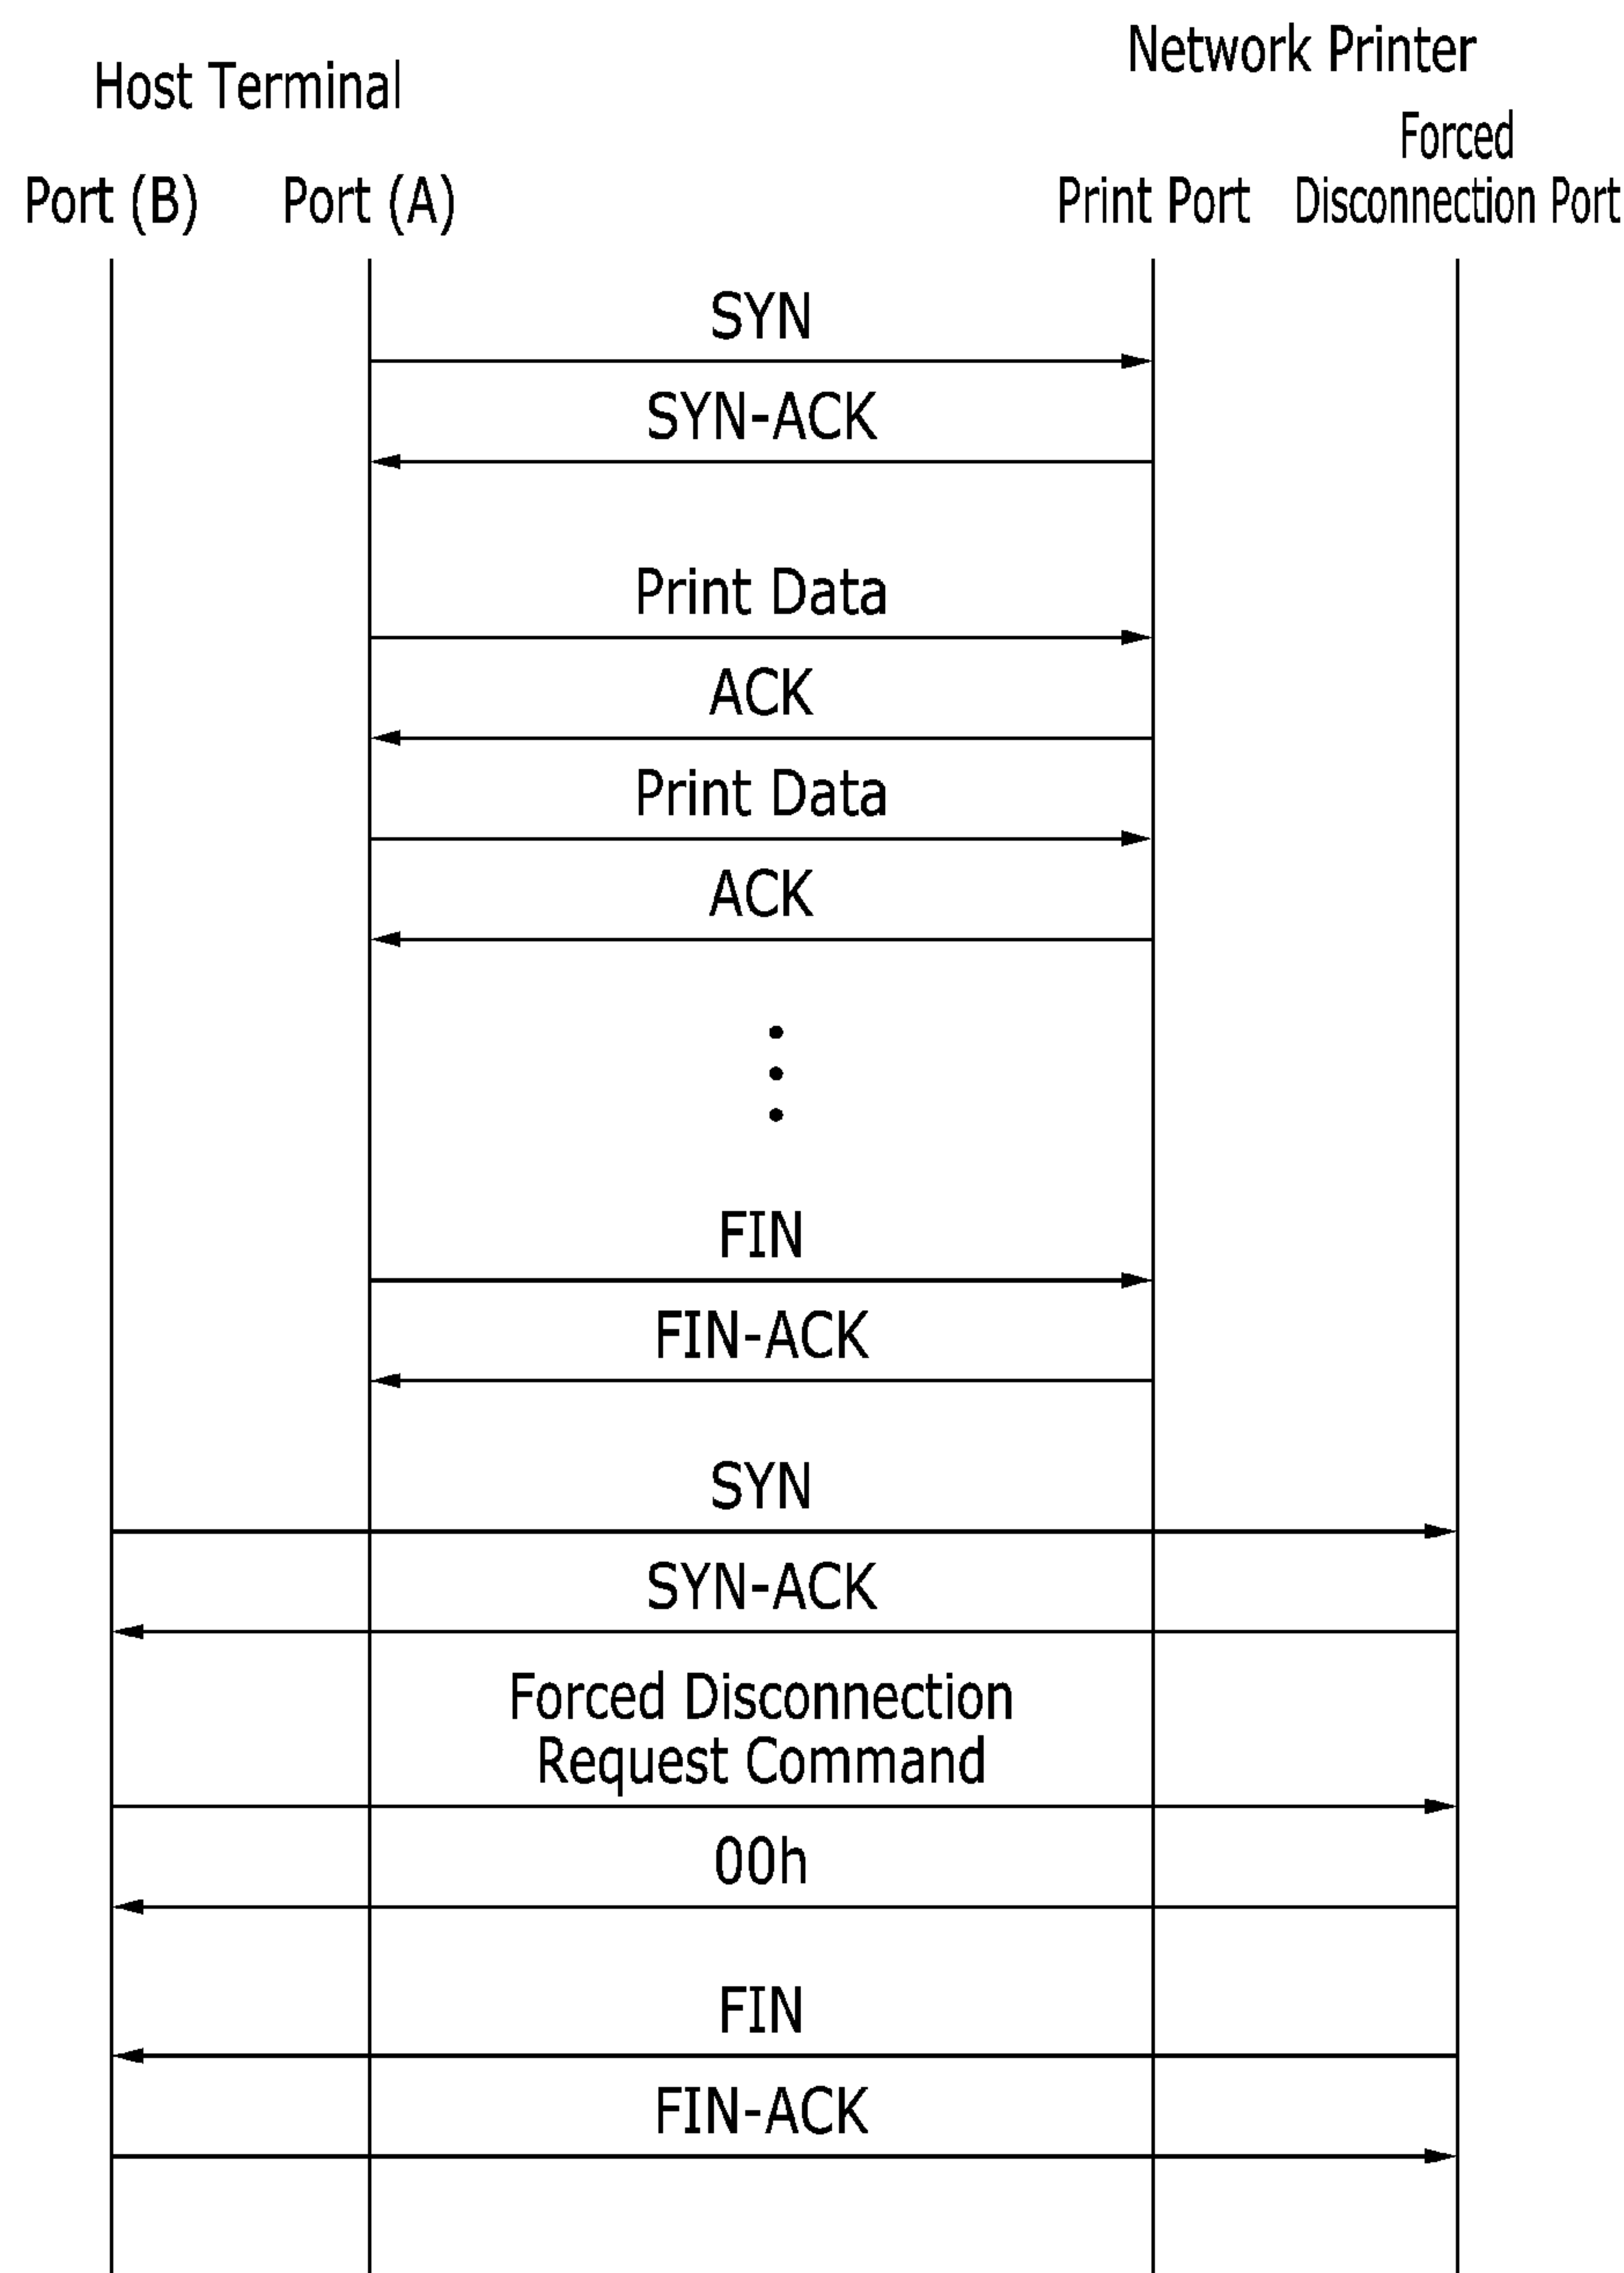 Network Printer
Host Terminal
Forced
Port (B) Port (A) Print Port Disconnection Port
SYN
SYN-ACK
Print Data
ACK
Print Data
ACK
FIN
FIN-ACK
SYN
SYN-ACK
Forced Disconnection
Request Command
00h
FIN
FIN-ACK